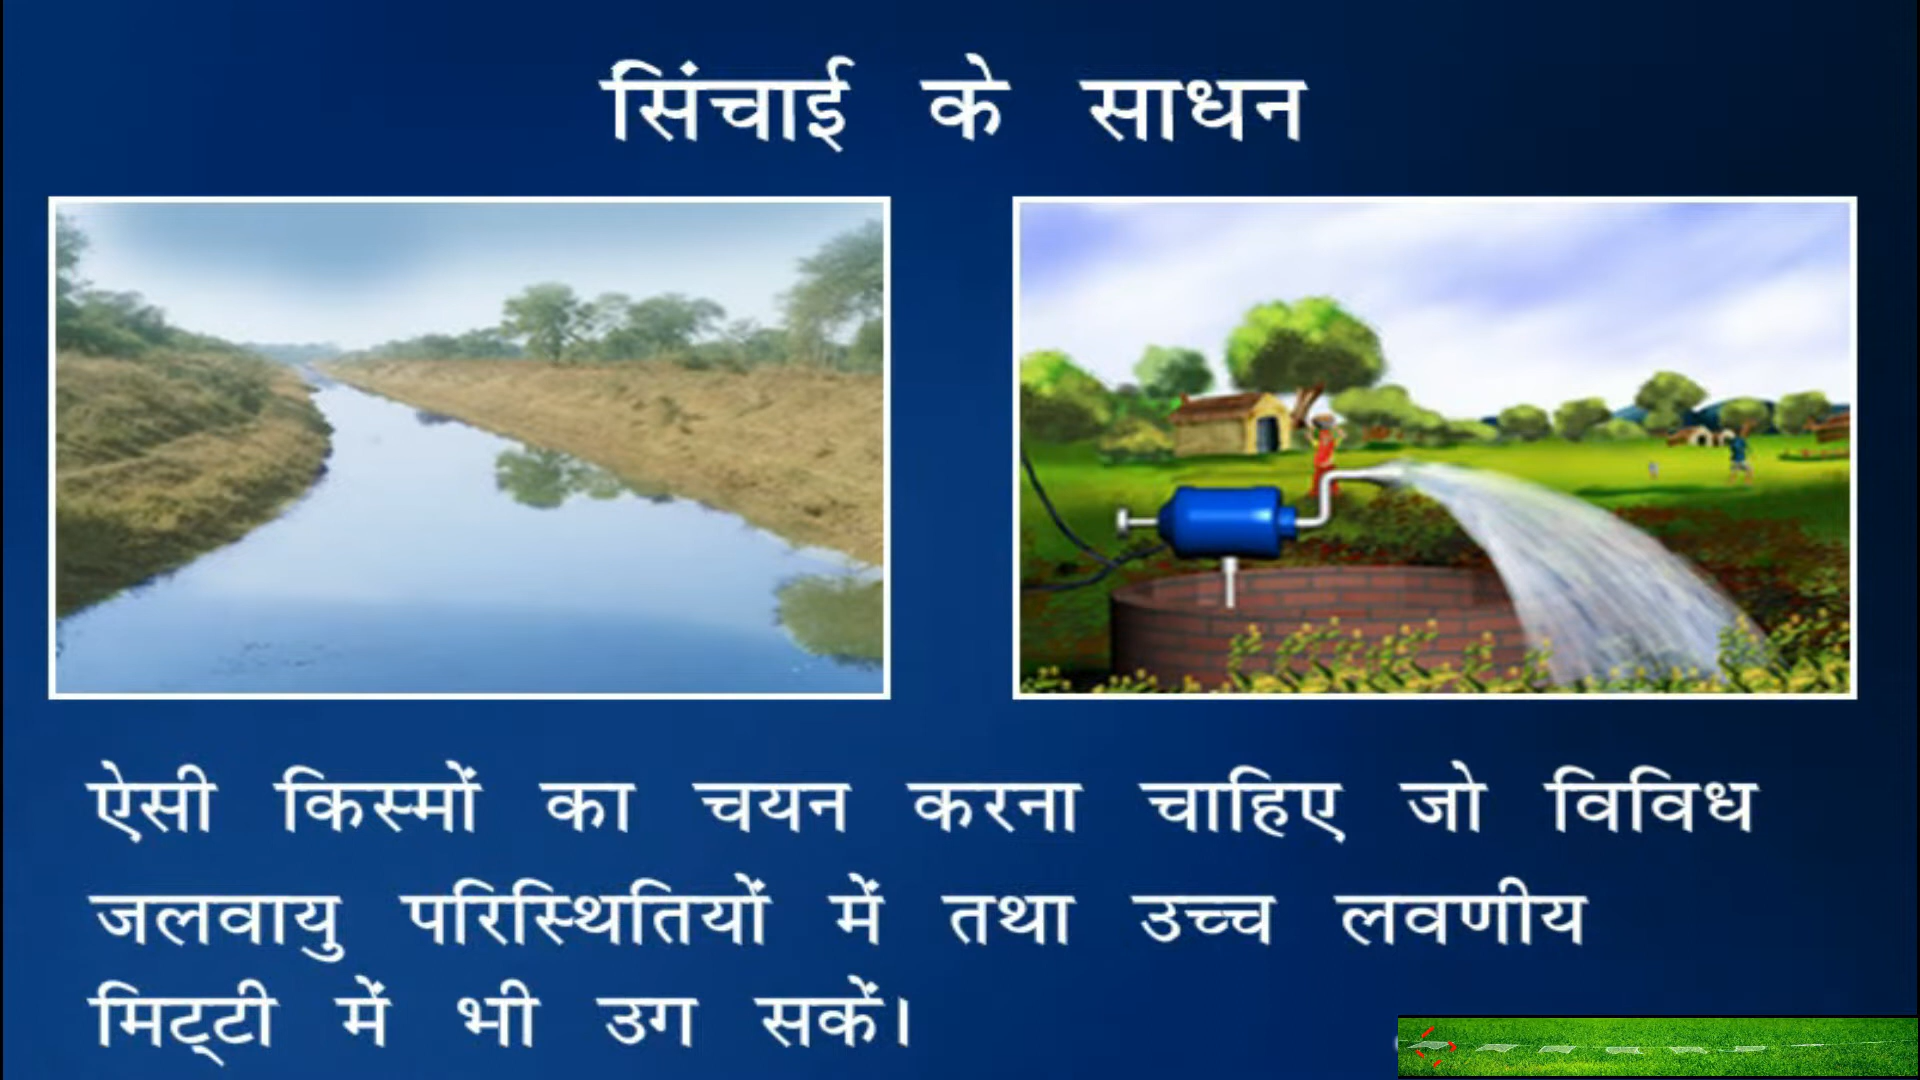 सिंचाई के साधन
ऐसी किस्मों का चयन करना चाहिए जो विविध
जलवायु परिस्थितियों में तथा उच्च लवणीय
मिट्‌टी में भी उग सकें।